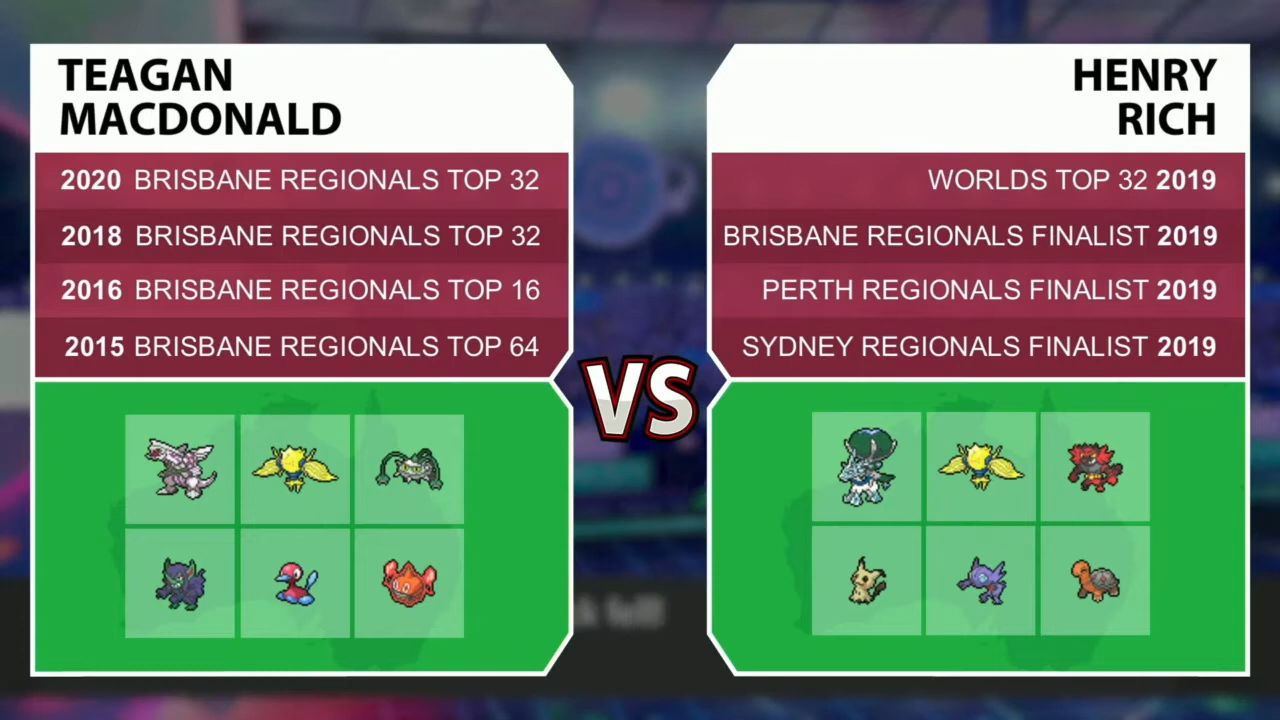 TEAGAN
MACDONALD
2020 BRISBANE REGIONALS TOP 32
2018 BRISBANE REGIONALS TOP 32
2016 BRISBANE REGIONALS TOP 16
2015 BRISBANE REGIONALS TOP 64
VS
HENRY
RICH
WORLDS TOP 32 2019
BRISBANE REGIONALS FINALIST 2019
PERTH REGIONALS FINALIST 2019
SYDNEY REGIONALS FINALIST 2019